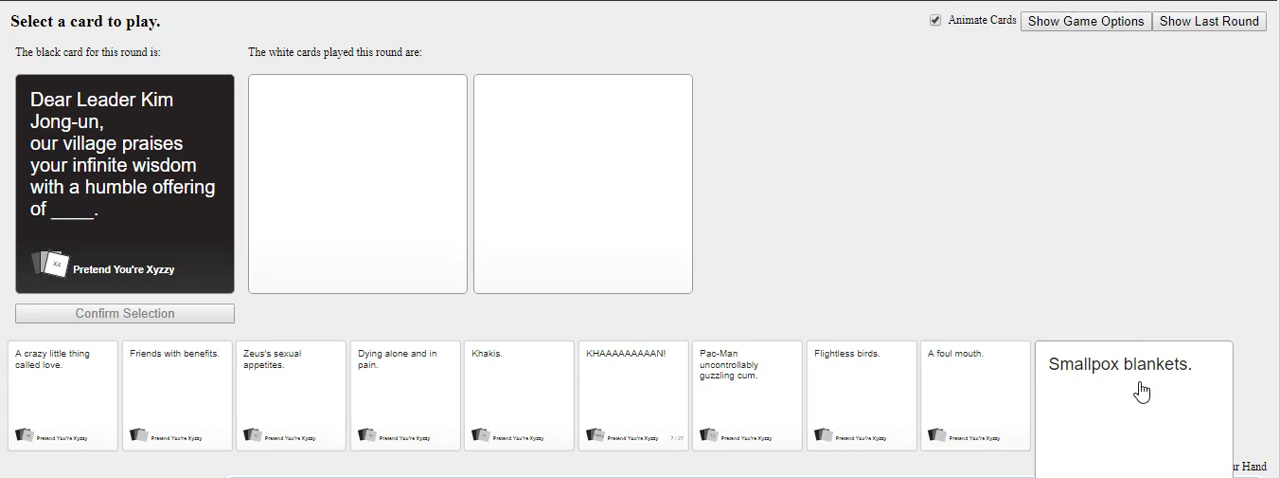 Select a card to play.
Animate Cards
Show Game Options
Show Last Round
The black card for this round is:
The white cards played this round are:
Dear Leader Kim
Jong-un,
our village praises
your infinite wisdom
with a humble offering
of ____.
Pretend You're Xyzzy
Confirm Selection
A crazy little thing
called love.
Pretend You're Xyzzy
Friends with benefits.
Pretend You're Xyzzy
Zeus's sexual
appetites.
Pretend You're Xyzzy
Dying alone and in
pain.
Pretend You're Xyzzy
Khakis.
Pretend You're Xyzzy
KHAAAAAAAAAN!
Pretend You're Xyzzy
Pac-Man
uncontrollably
guzzling cum.
Pretend You're Xyzzy
Flightless birds.
Pretend You're Xyzzy
A foul mouth.
Pretend You're Xyzzy
Smallpox blankets.
Hand